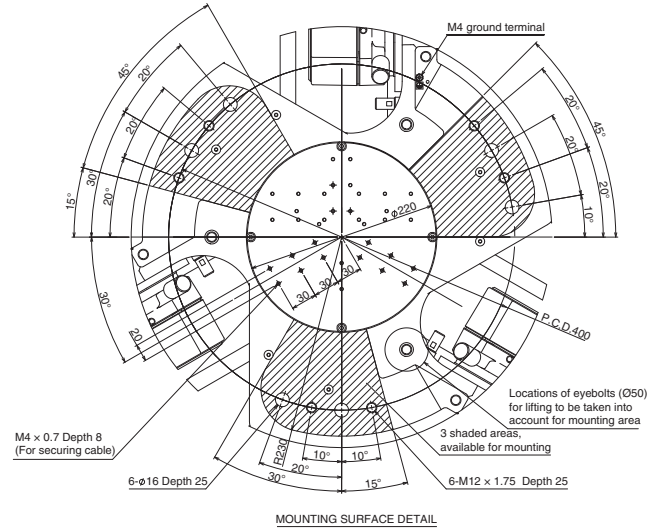 M4 ground terminal
45°
20°
20°
30°
20°
15°
30°
20°
20°
20°
45°
20°
10°
ϕ220
30
30
30
P.C.D.400
Locations of eyebolts (Ø50)
for lifting to be taken into
account for mounting area
3 shaded areas,
available for mounting
M4 × 0.7 Depth 8
(For securing cable)
R230
10°
10°
20°
30°
15°
6-ϕ16 Depth 25
6-M12 × 1.75 Depth 25
MOUNTING SURFACE DETAIL